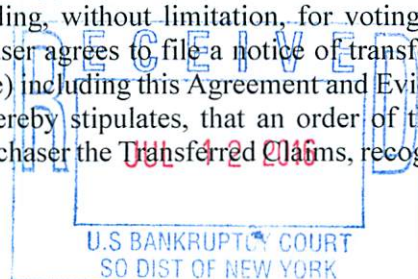 ling, without limitation, for voting
ser agrees to file a notice of transf
RECEIVED
e) including this Agreement and Evi
ereby stipulates, that an order of t
chaser the Transferred Claims, recog
JUL 12 2016
U.S BANKRUPTCY COURT
SO DIST OF NEW YORK